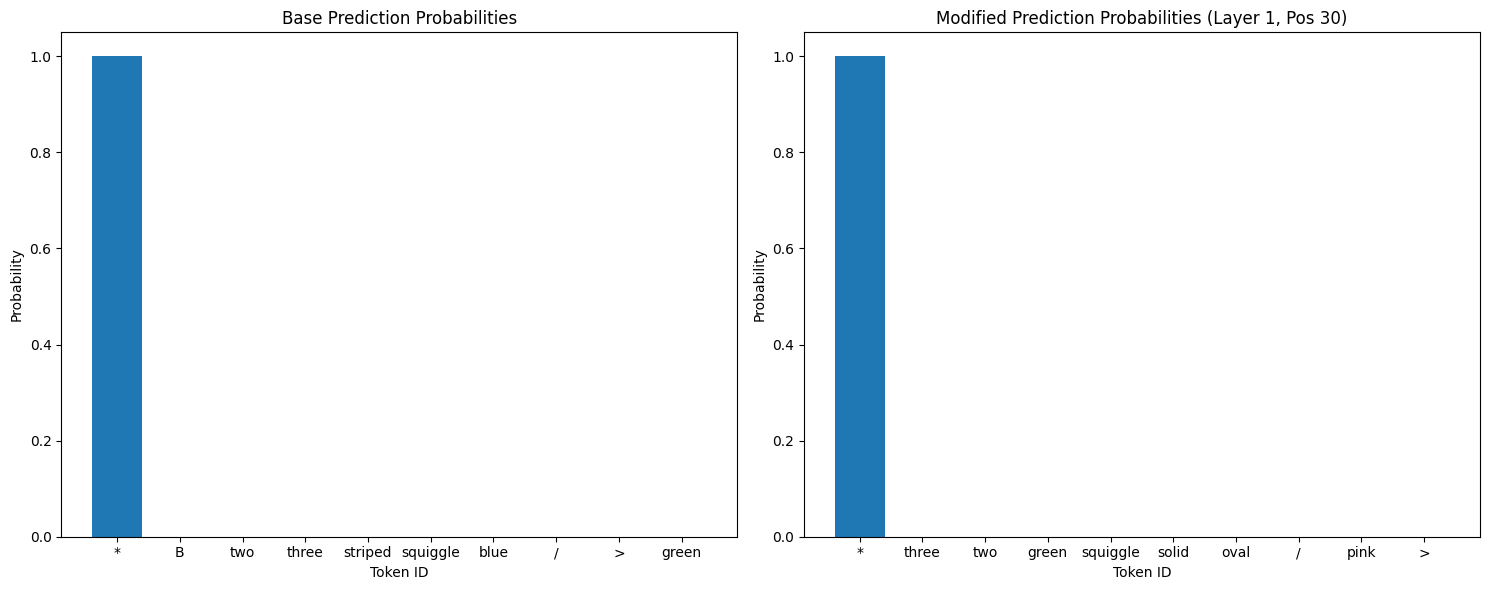 Base Prediction Probabilities
Probability
1.0
0.8
0.6
0.4
0.2
0.0
* B two three striped squiggle blue / > green
Token ID
Modified Prediction Probabilities (Layer 1, Pos 30)
Probability
1.0
0.8
0.6
0.4
0.2
0.0
* three two green squiggle solid oval / pink >
Token ID